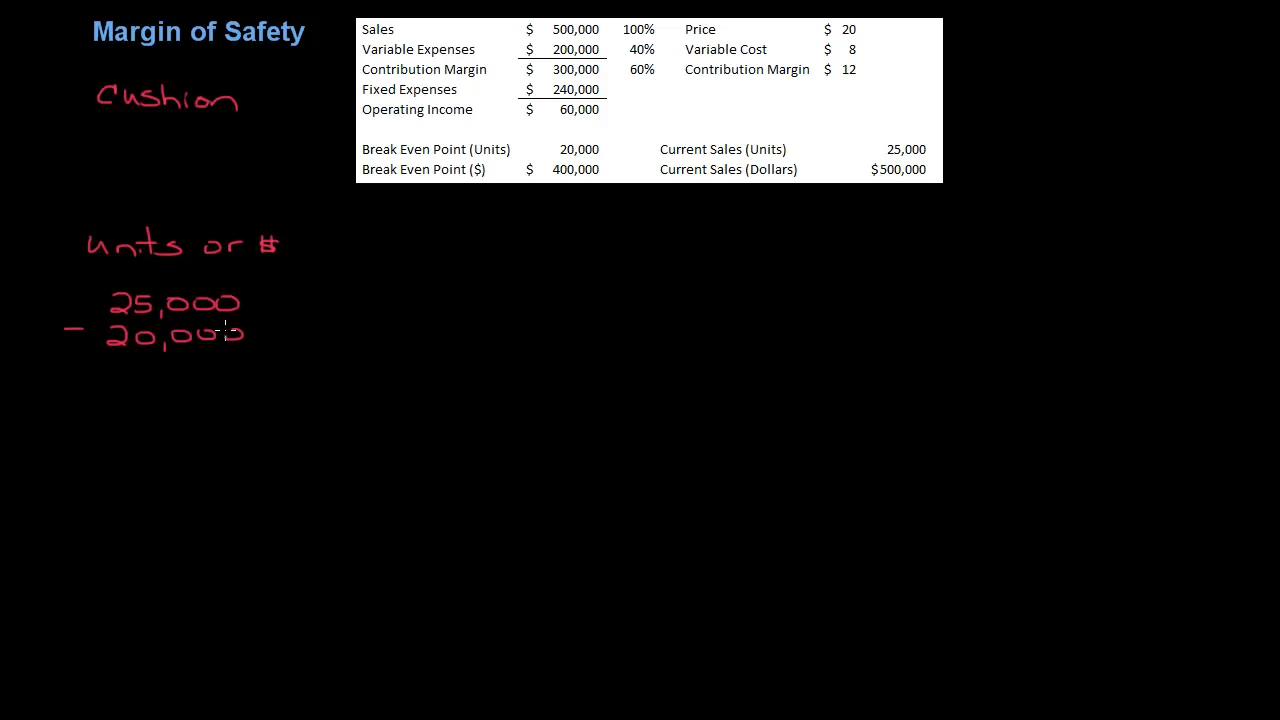 Margin of Safety
Cushion
Sales $ 500,000 100% Price $ 20
Variable Expenses $ 200,000 40% Variable Cost $ 8
Contribution Margin $ 300,000 60% Contribution Margin $ 12
Fixed Expenses $ 240,000
Operating Income $ 60,000
Break Even Point (Units) 20,000 Current Sales (Units) 25,000
Break Even Point ($) $ 400,000 Current Sales (Dollars) $500,000
units or $
25,000
- 20,000